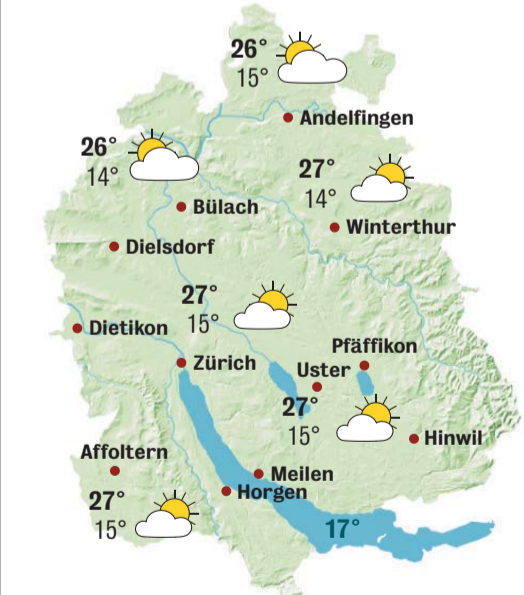 26°
15°
Andelfingen
26°
14°
27°
14°
Bülach
Winterthur
Dielsdorf
27°
15°
Dietikon
Pfäffikon
Zürich
Uster
27°
15°
Hinwil
Affoltern
Meilen
Horgen
27°
15°
17°